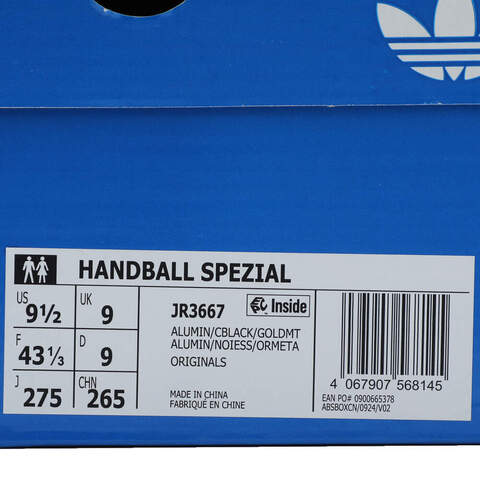 HANDBALL SPEZIAL
US 9½ UK 9
F 43⅓ D 9
J 275 CHN 265
JR3667 Inside
ALUMIN/CBLACK/GOLDMT
ALUMIN/NOIESS/ORMETA
ORIGINALS
MADE IN CHINA
FABRIQUÉ EN CHINE
4 067907 568145
EAN PO# 0900665378
ABSBOXCN/0924/V02